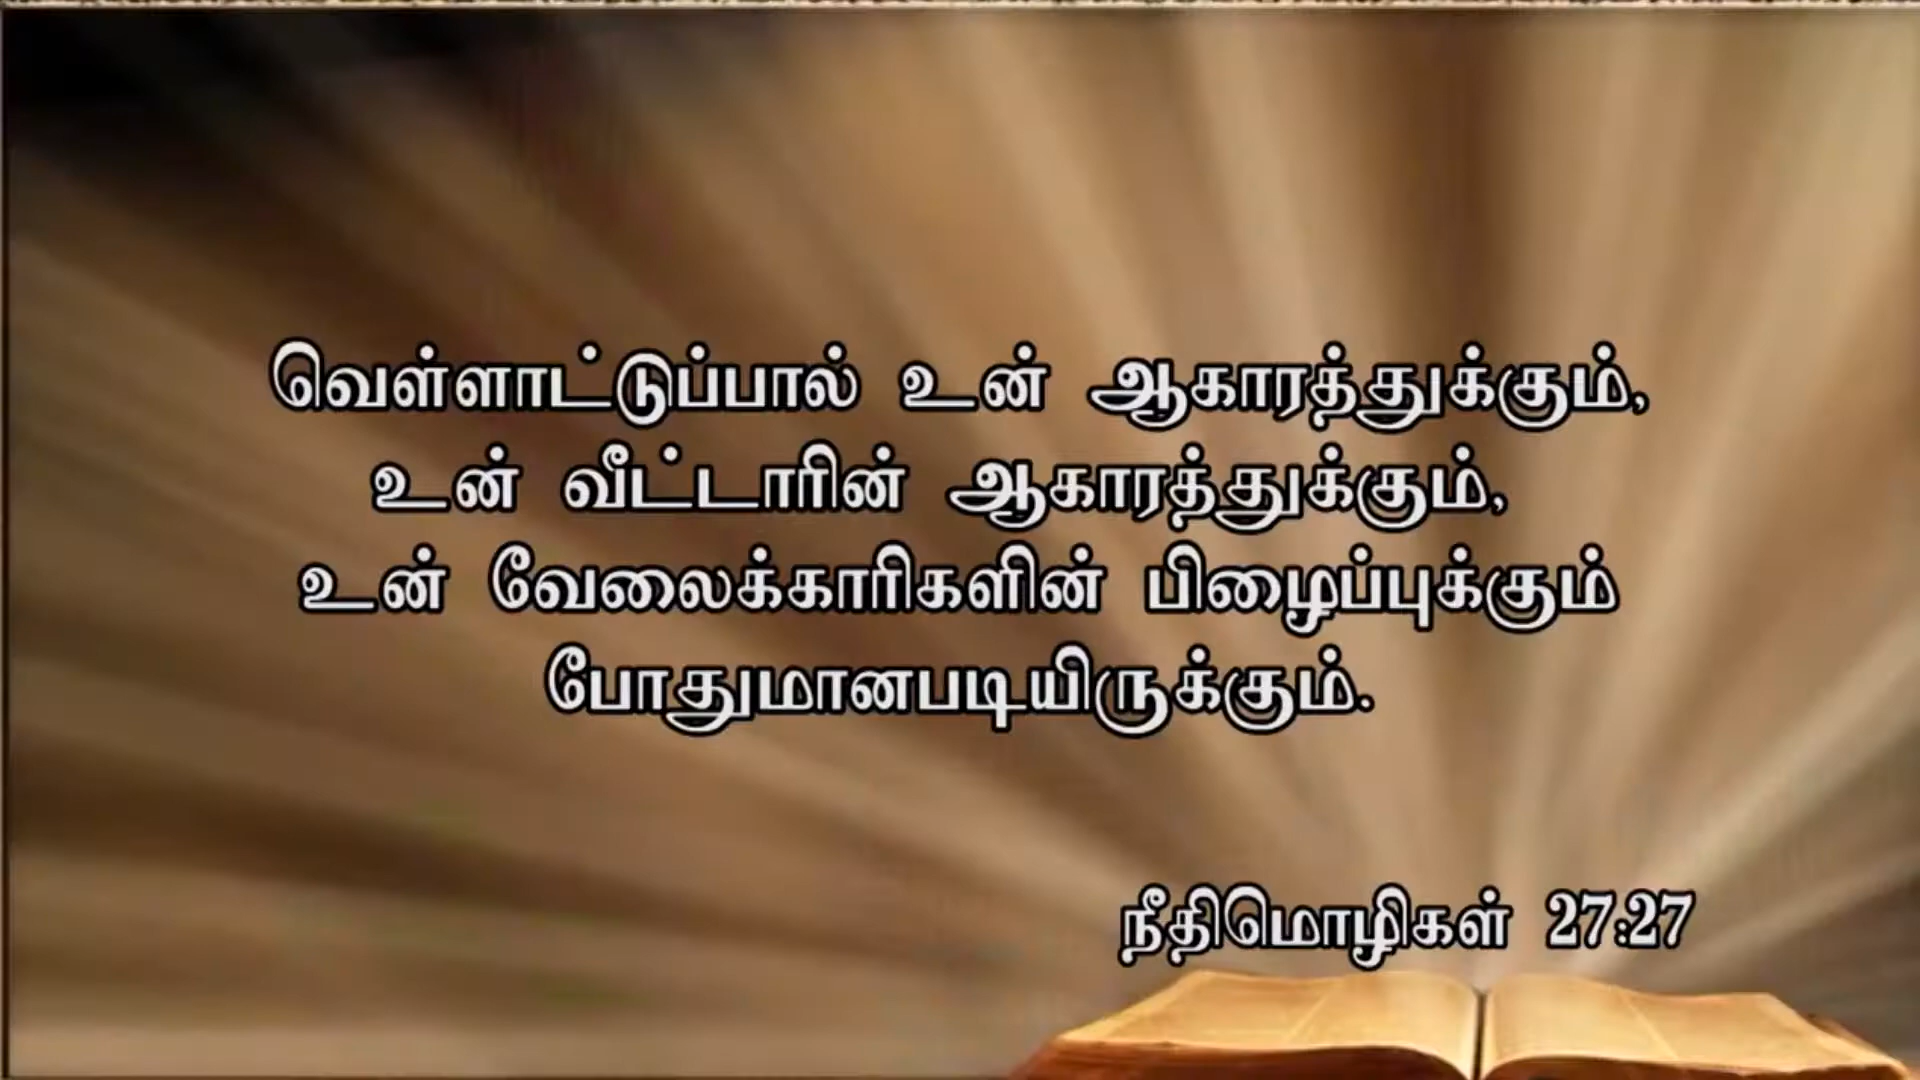 வெள்ளாட்டுப்பால் உன் ஆகாரத்துக்கும்,
உன் வீட்டாரின் ஆகாரத்துக்கும்,
உன் வேலைக்காரிகளின் பிழைப்புக்கும்
போதுமானபடியிருக்கும்.
நீதிமொழிகள் 27:27